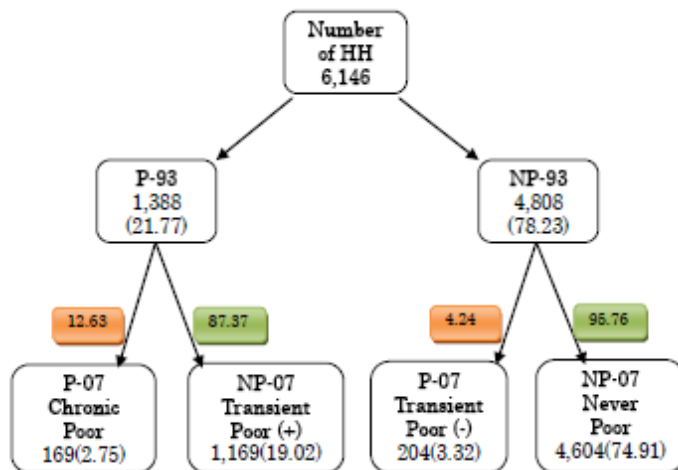 Number
of HH
6,146
P-93
1,388
(21.77)
NP-93
4,808
(78.23)
12.63
87.37
4.24
95.76
P-07
Chronic
Poor
169(2.75)
NP-07
Transient
Poor (+)
1,169(19.02)
P-07
Transient
Poor (-)
204(3.32)
NP-07
Never
Poor
4,604(74.91)